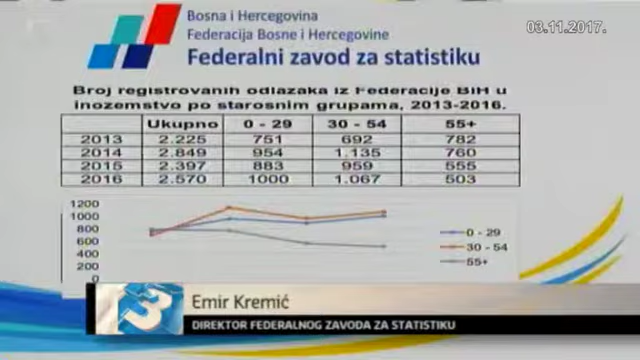 Bosna i Hercegovina
Federacija Bosne i Hercegovine
Federalni zavod za statistiku
03.11.2017.
Broj registrovanih odlazaka iz Federacije BiH u
inozemstvo po starosnim grupama, 2013-2016.
Ukupno 0 - 29 30 - 54 55+
2013 2.225 751 692 782
2014 2.849 954 1.135 760
2015 2.397 883 959 555
2016 2.570 1000 1.067 503
1200
1000
800
600
400
200
0
0 - 29
30 - 54
55+
3
Emir Kremić
DIREKTOR FEDERALNOG ZAVODA ZA STATISTIKU